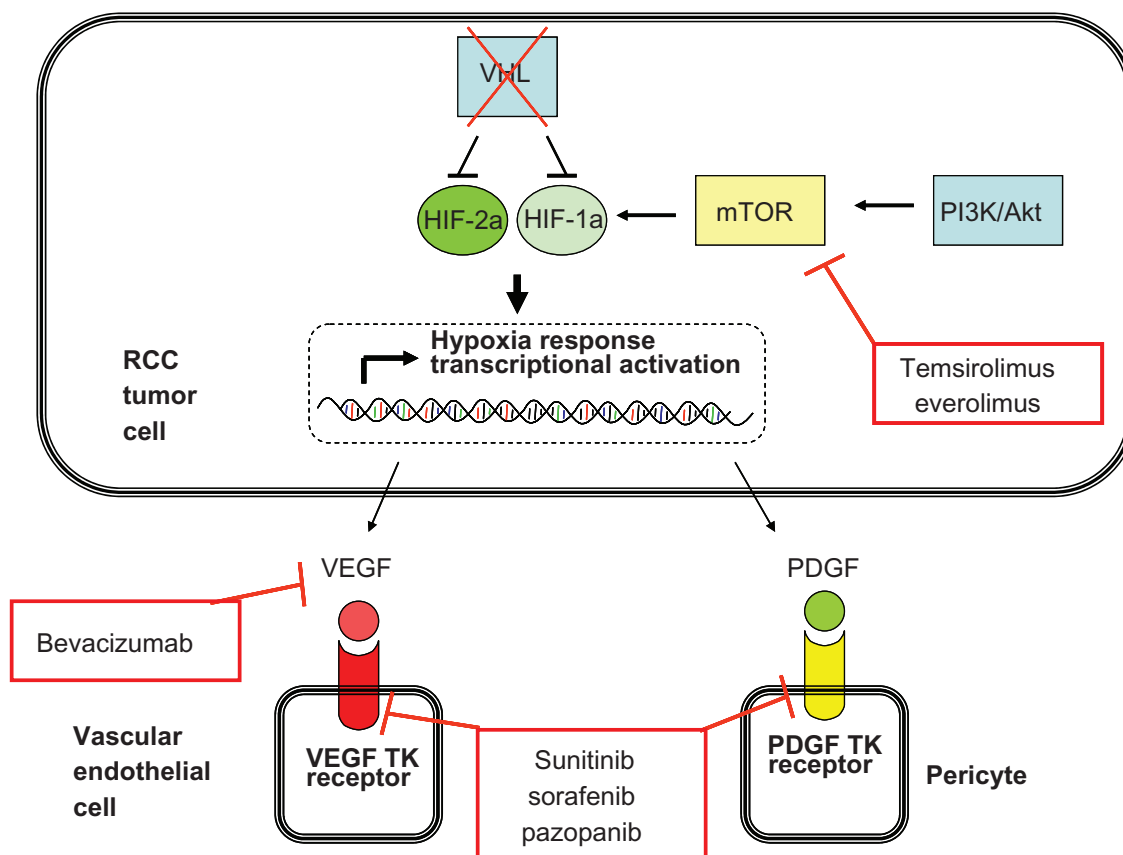 VHL
HIF-2a
HIF-1a
mTOR
PI3K/Akt
Hypoxia response
transcriptional activation
RCC
tumor
cell
Temsirolimus
everolimus
VEGF
PDGF
Bevacizumab
Vascular
endothelial
cell
VEGF TK
receptor
Sunitinib
sorafenib
pazopanib
PDGF TK
receptor
Pericyte